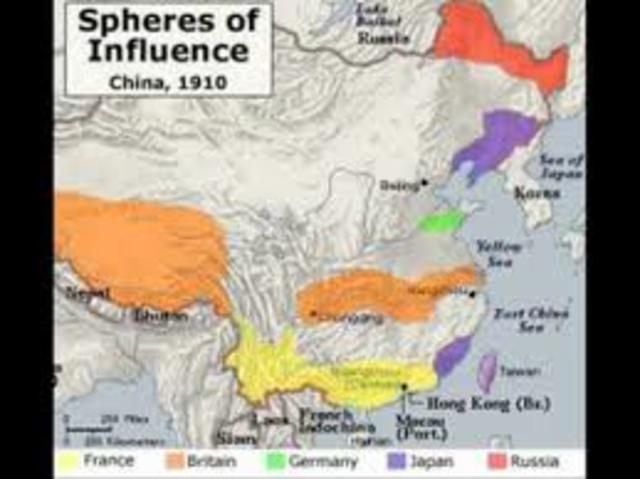 Spheres of
Influence
China, 1910
Lake
Baikal
Russia
Sea of
Japan
Beijing
Korea
Yellow
Sea
Nepal
Bhutan
Chongqing
East China
Sea
Taiwan
Hong Kong (Br.)
Macau
(Port.)
Laos
French
Indochina
Siam
Hainan
0 200 Miles
0 200 Kilometers
France
Britain
Germany
Japan
Russia